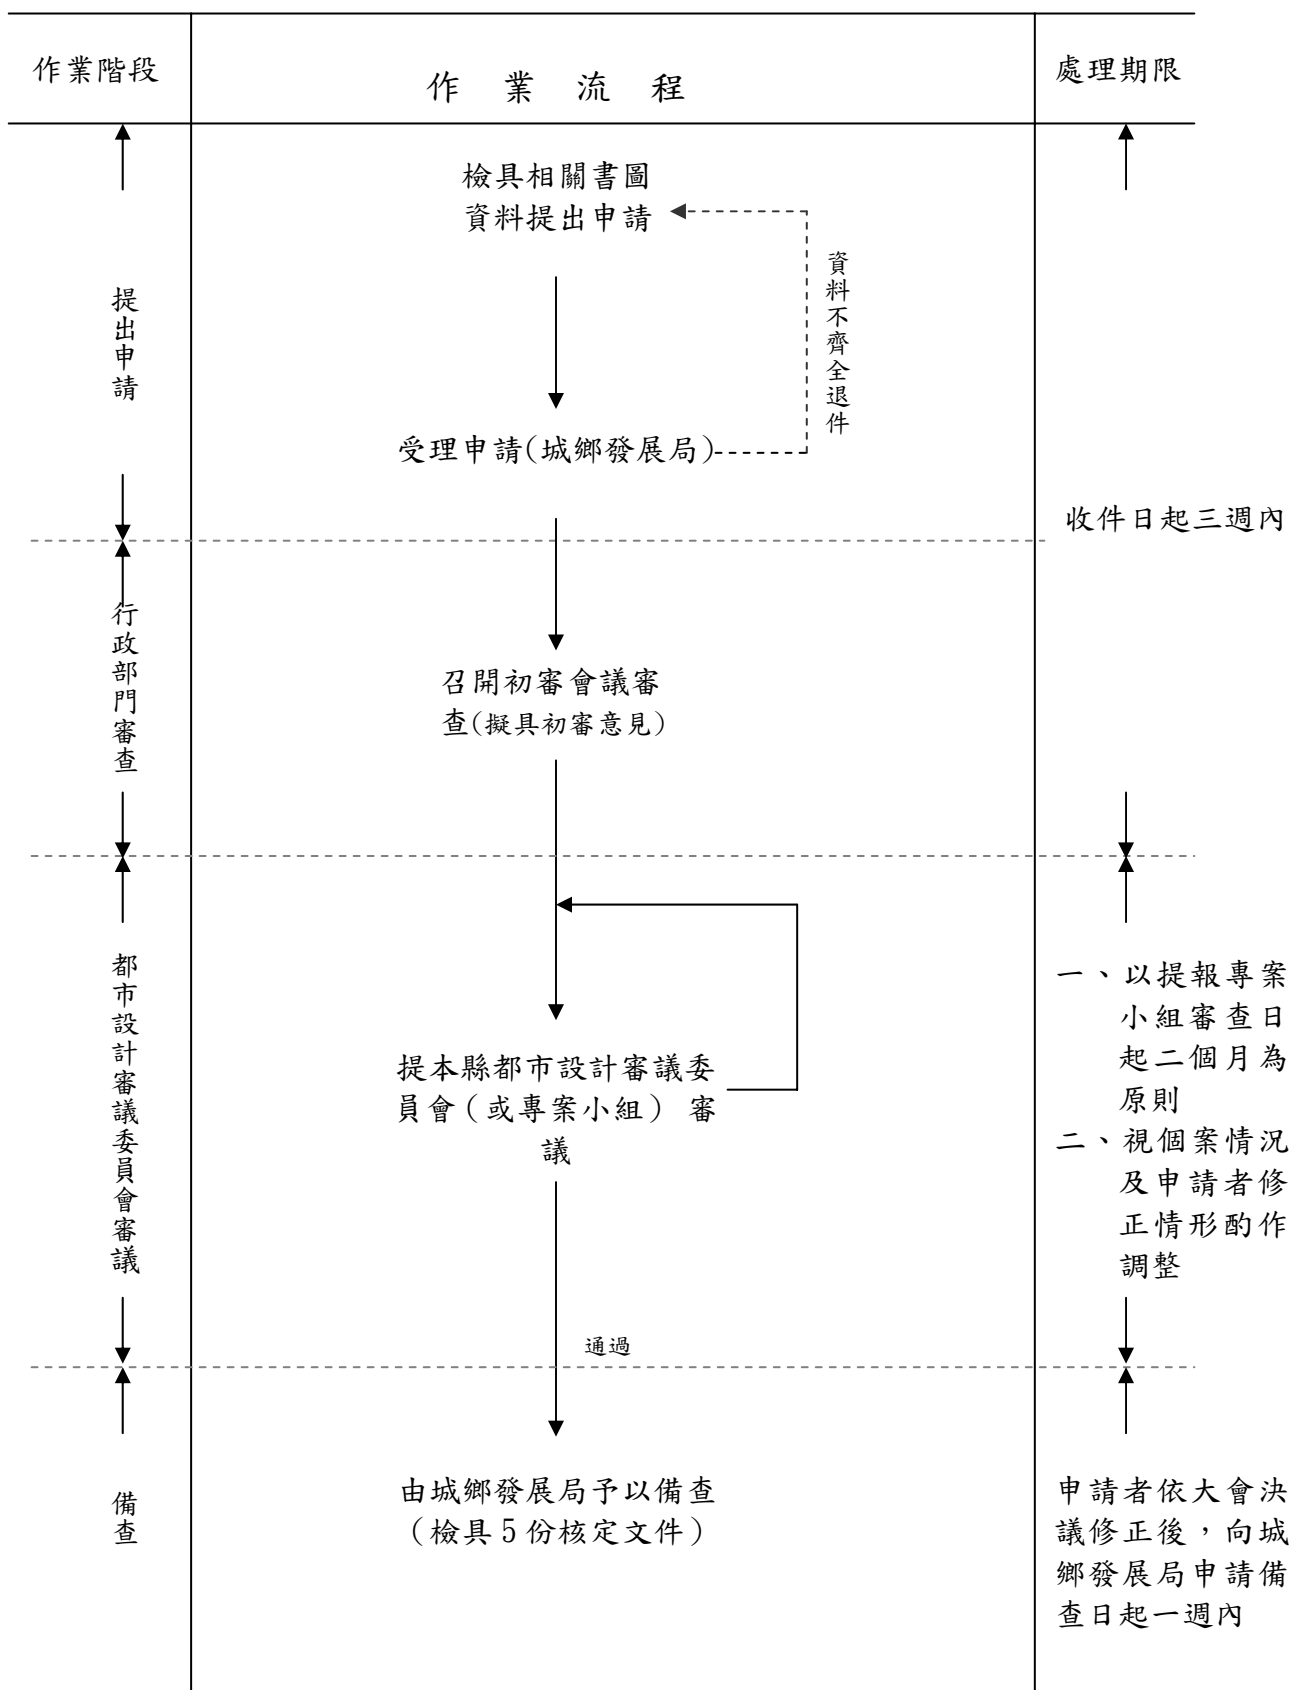 作業階段
作業流程
處理期限
檢具相關書圖
資料提出申請
資料不齊全退件
提出申請
受理申請(城鄉發展局)
收件日起三週內
行政部門審查
召開初審會議審
查(擬具初審意見)
都市設計審議委員會審議
提本縣都市設計審議委
員會(或專案小組) 審
議
一、以提報專案
小組審查日
起二個月為
原則
二、視個案情況
及申請者修
正情形酌作
調整
通過
備查
由城鄉發展局予以備查
(檢具5份核定文件)
申請者依大會決
議修正後，向城
鄉發展局申請備
查日起一週內